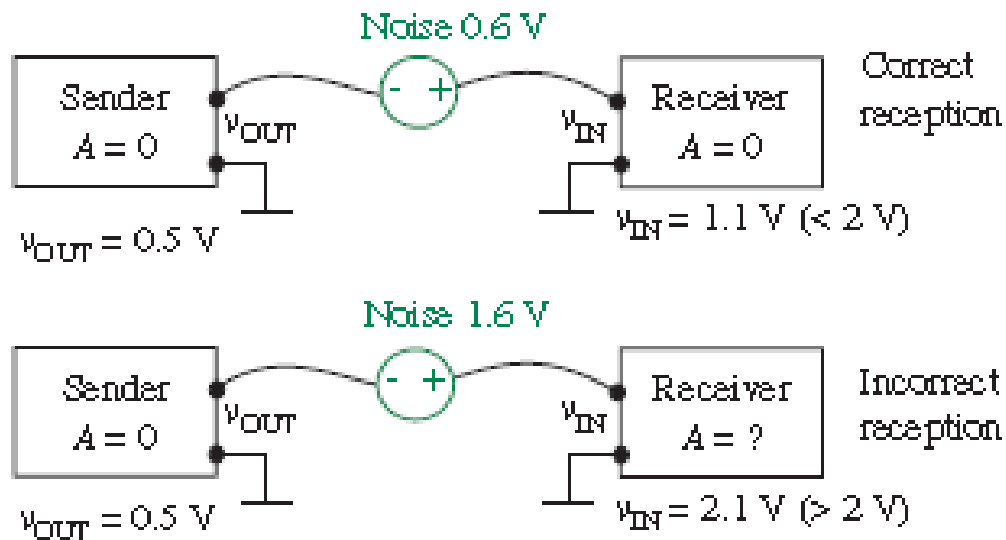 Noise 0.6 V
- +
Sender
A = 0
vOUT
vIN
Receiver
A = 0
Correct
reception
vOUT = 0.5 V
vIN = 1.1 V (< 2 V)
Noise 1.6 V
- +
Sender
A = 0
vOUT
vIN
Receiver
A = ?
Incorrect
reception
vOUT = 0.5 V
vIN = 2.1 V (> 2 V)